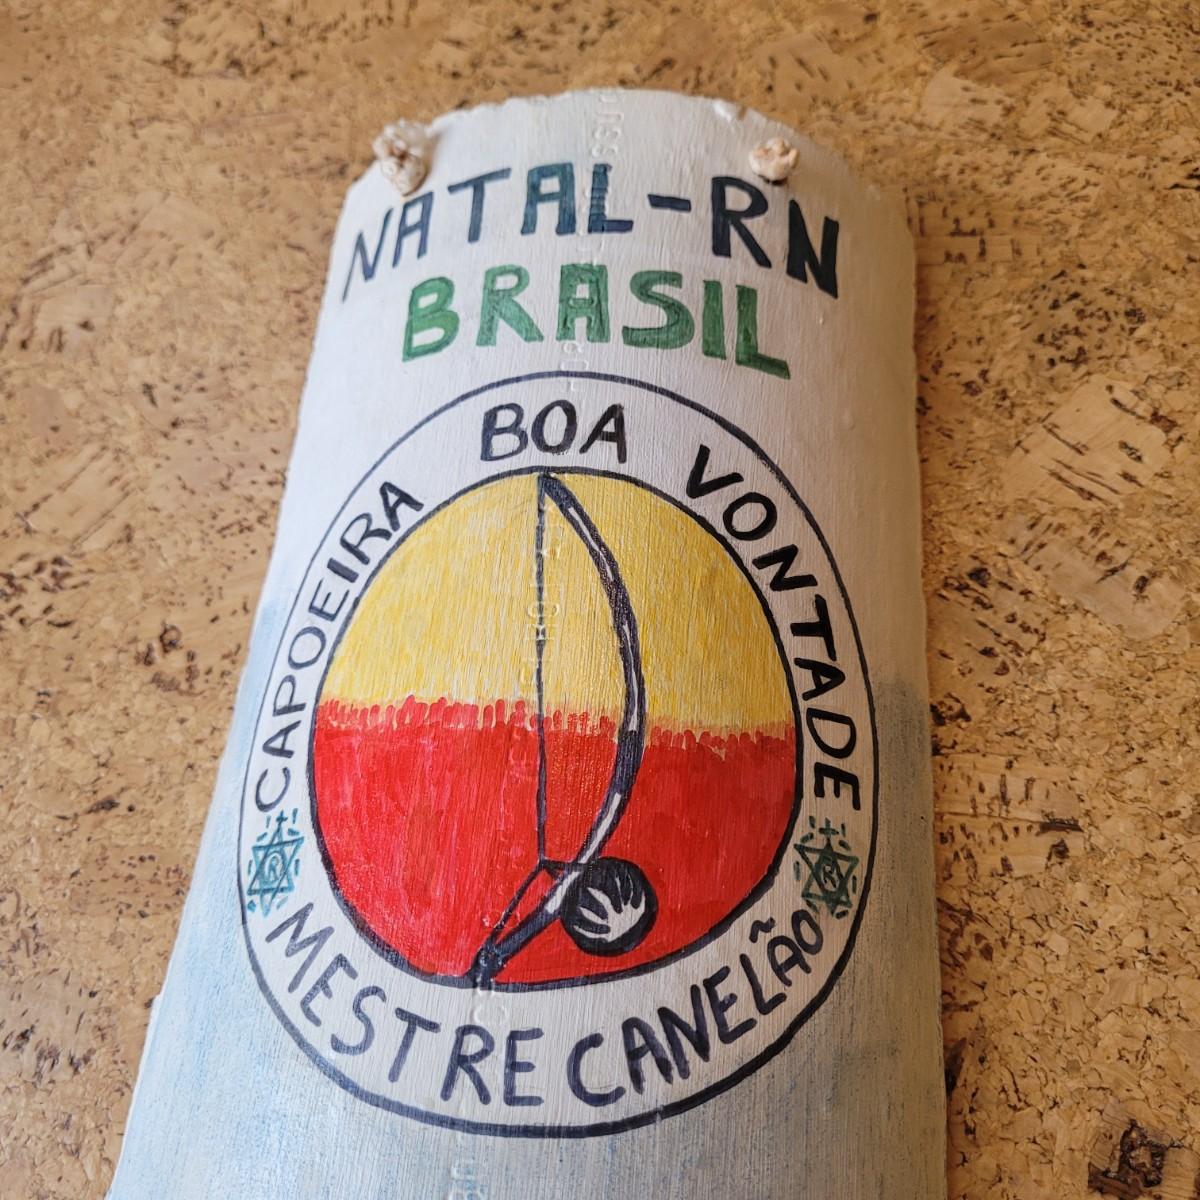 NATAL-RN
BRASIL
CAPOEIRA BOA VONTADE
R R
MESTRE CANELÃO